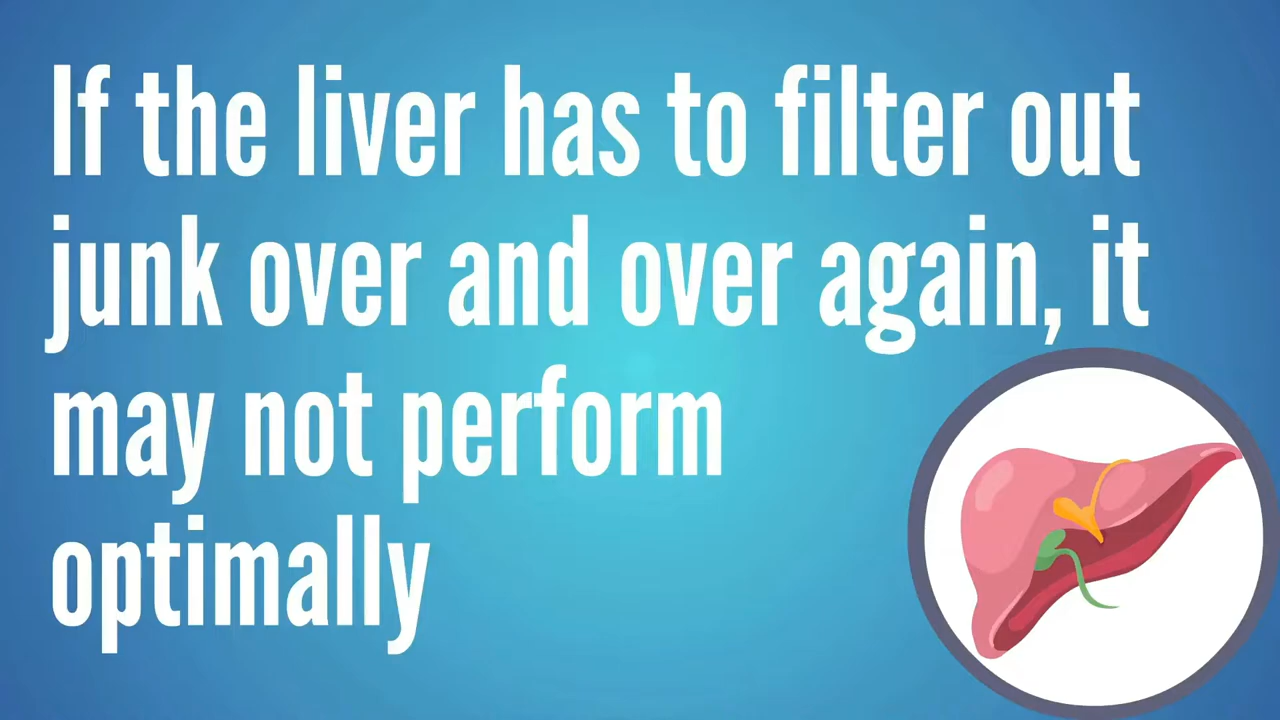 If the liver has to filter out
junk over and over again, it
may not perform
optimally